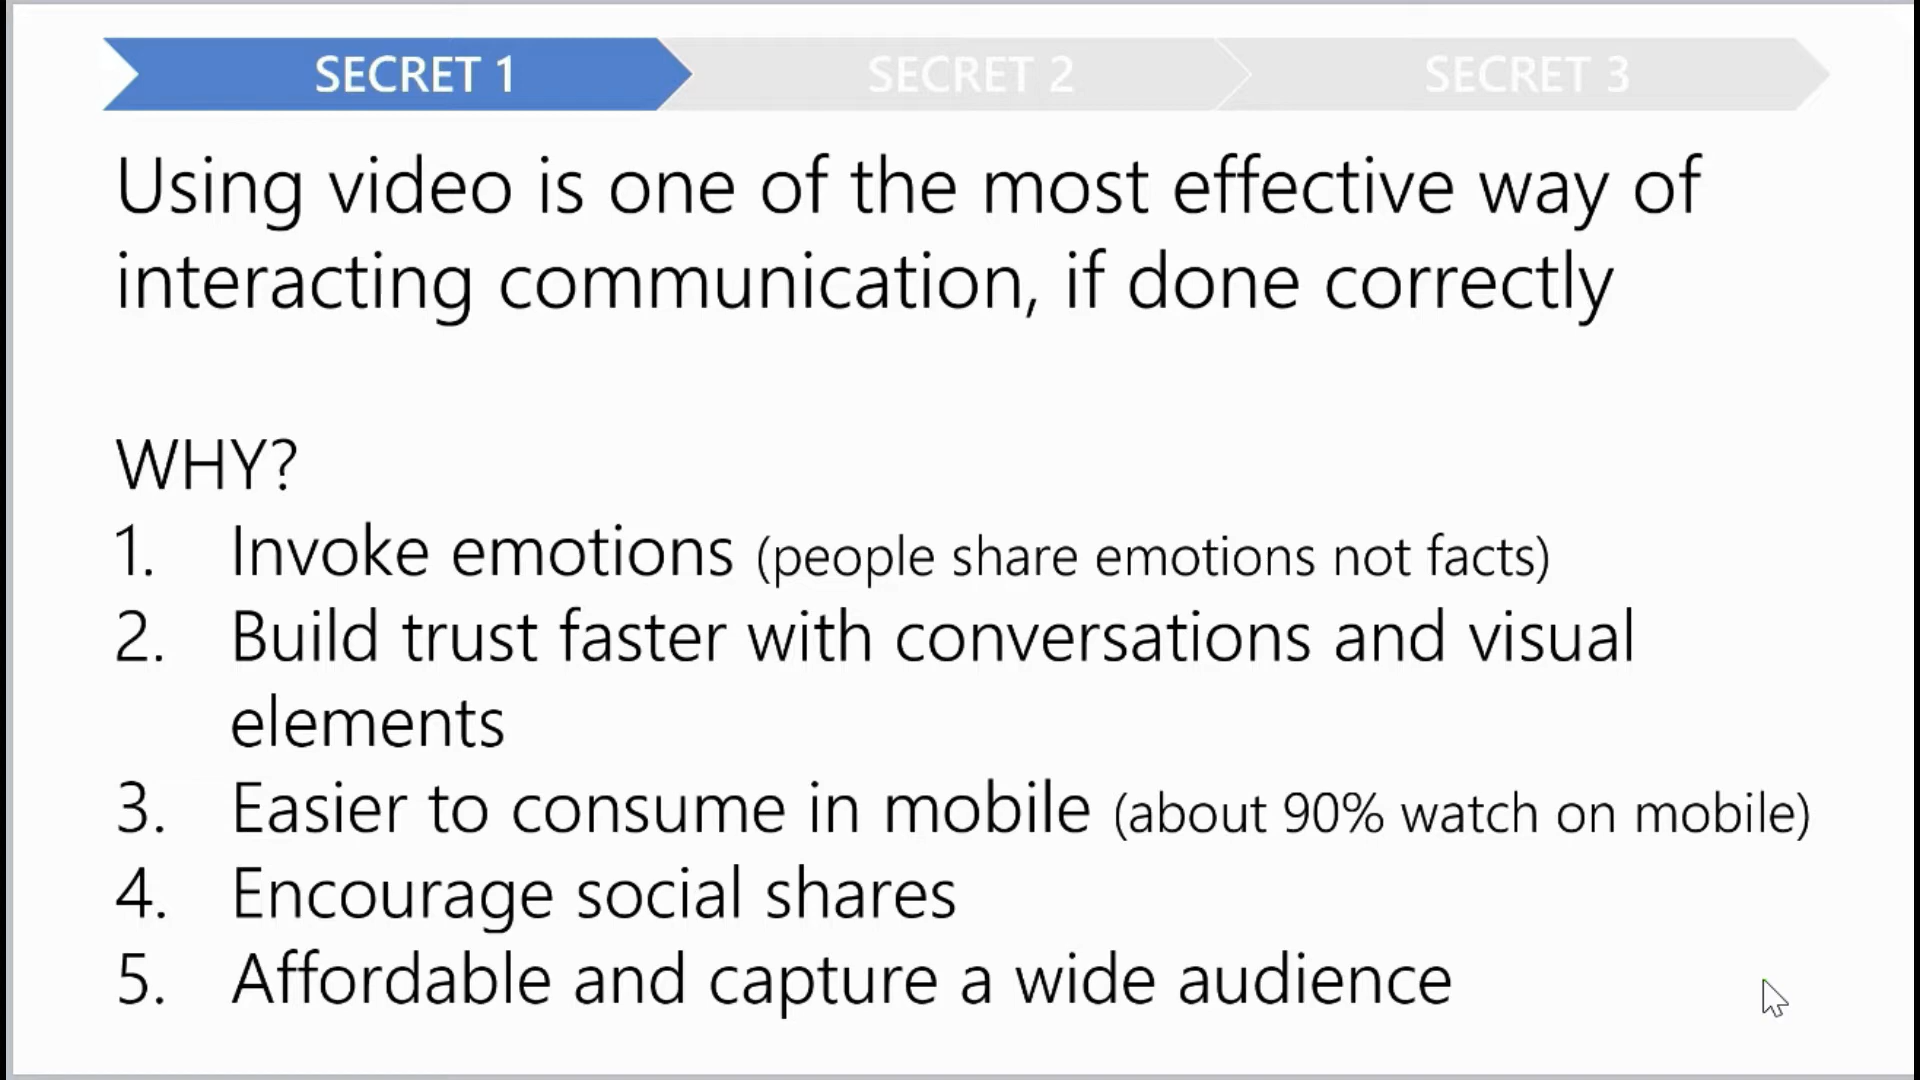 SECRET 1
SECRET 2
SECRET 3
Using video is one of the most effective way of
interacting communication, if done correctly
WHY?
1. Invoke emotions (people share emotions not facts)
2. Build trust faster with conversations and visual
elements
3. Easier to consume in mobile (about 90% watch on mobile)
4. Encourage social shares
5. Affordable and capture a wide audience